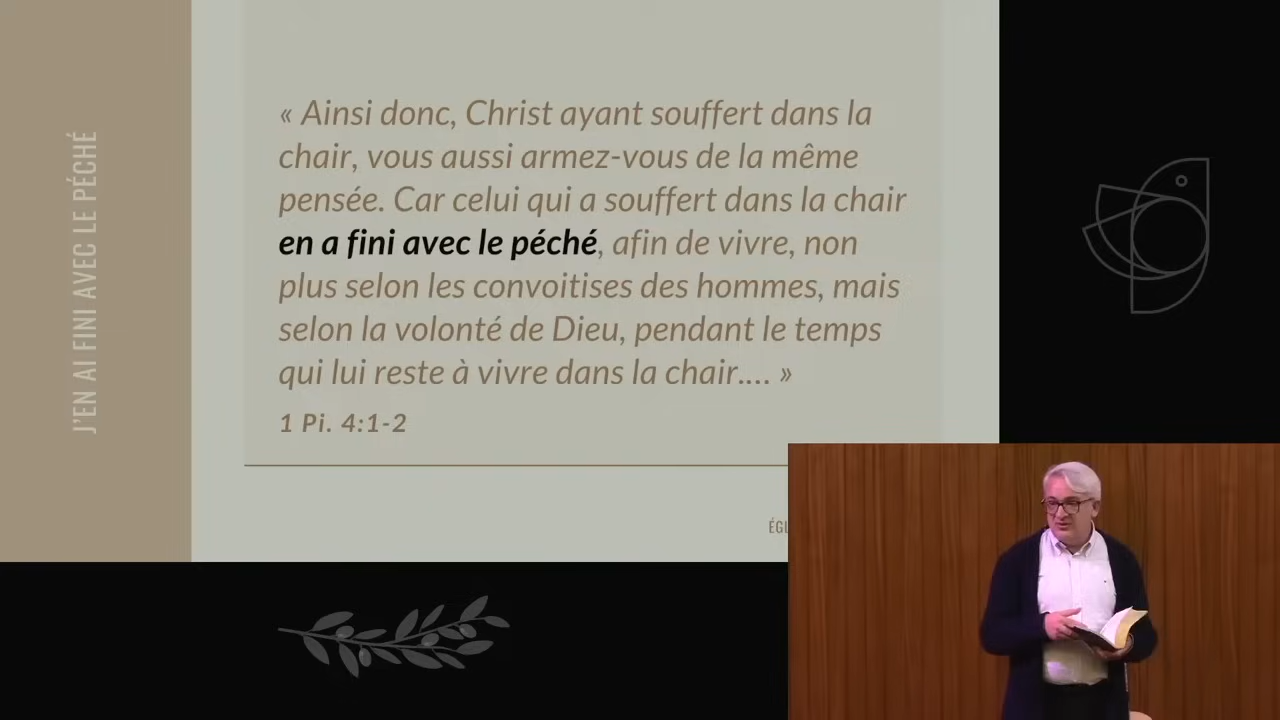 J'EN AI FINI AVEC LE PÉCHÉ
« Ainsi donc, Christ ayant souffert dans la
chair, vous aussi armez-vous de la même
pensée. Car celui qui a souffert dans la chair
en a fini avec le péché, afin de vivre, non
plus selon les convoitises des hommes, mais
selon la volonté de Dieu, pendant le temps
qui lui reste à vivre dans la chair.... »
1 Pi. 4:1-2